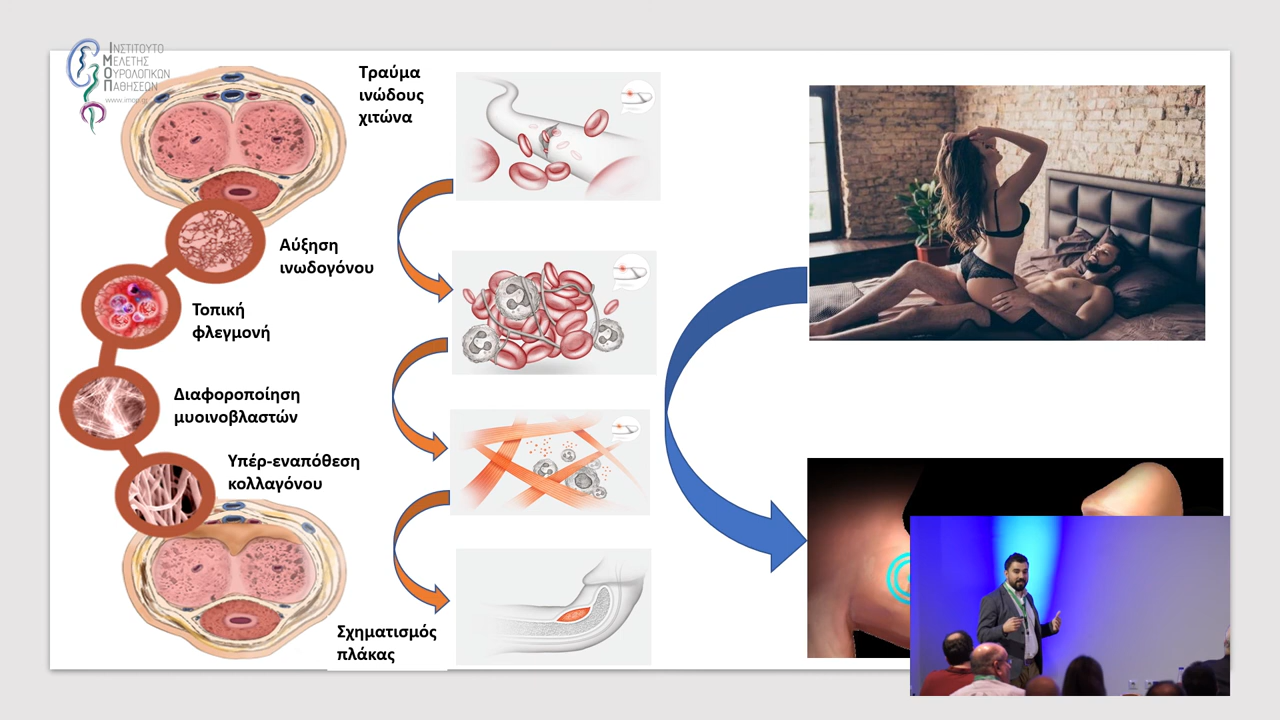 ΙΝΣΤΙΤΟΥΤΟ
ΜΕΛΕΤΗΣ
ΟΥΡΟΛΟΓΙΚΩΝ
ΠΑΘΗΣΕΩΝ
Τραύμα
ινώδους
χιτώνα
Αύξηση
ινωδογόνου
Τοπική
φλεγμονή
Διαφοροποίηση
μυοινοβλαστών
Υπέρ-εναπόθεση
κολλαγόνου
Σχηματισμός
πλάκας